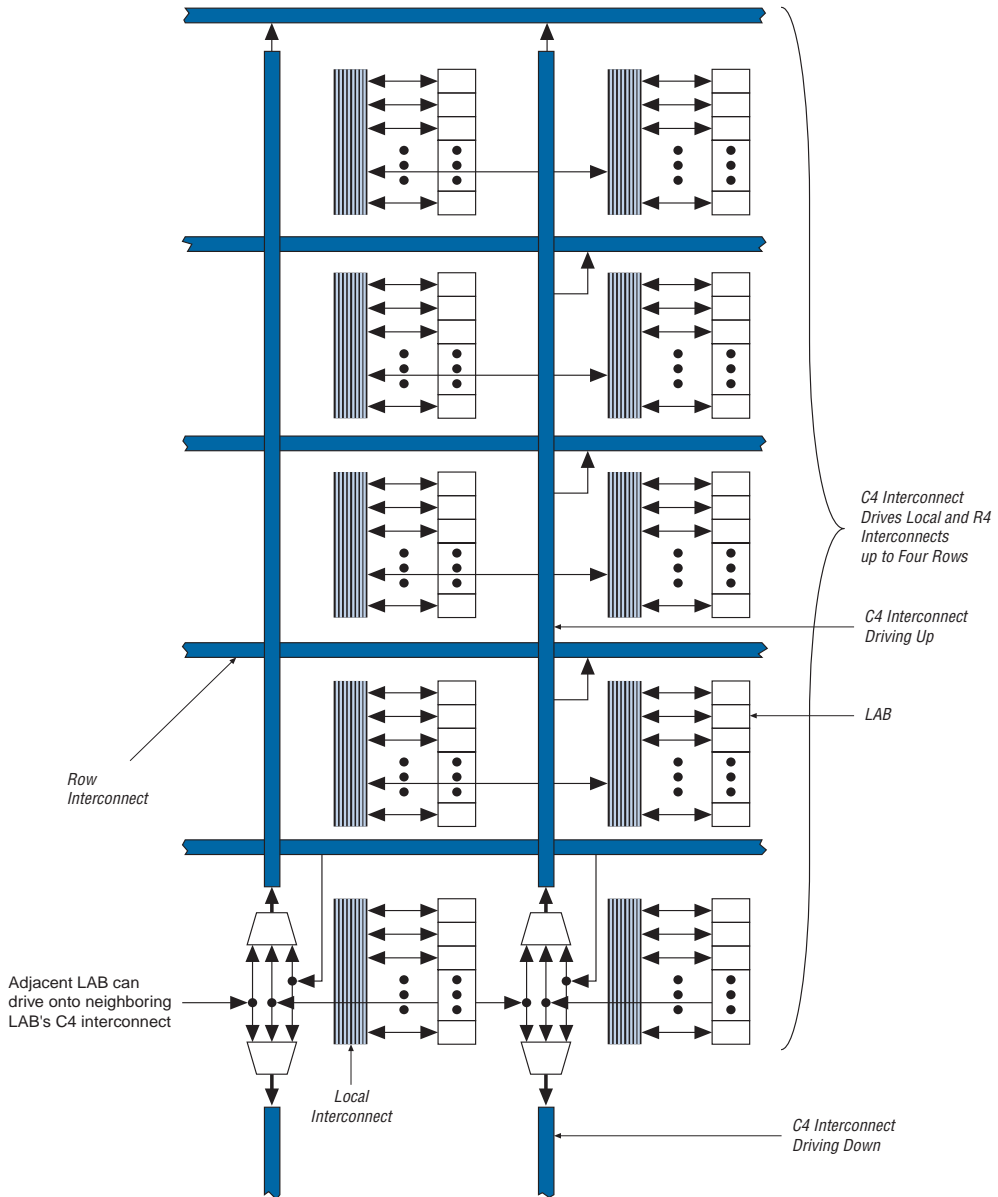 C4 Interconnect
Drives Local and R4
Interconnects
up to Four Rows
C4 Interconnect
Driving Up
LAB
Row
Interconnect
Adjacent LAB can
drive onto neighboring
LAB's C4 interconnect
Local
Interconnect
C4 Interconnect
Driving Down